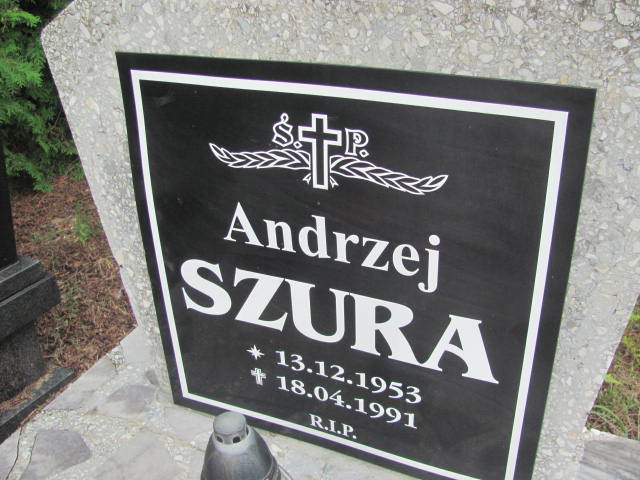 Ś. P.
Andrzej
SZURA
13.12.1953
18.04.1991
R.I.P.